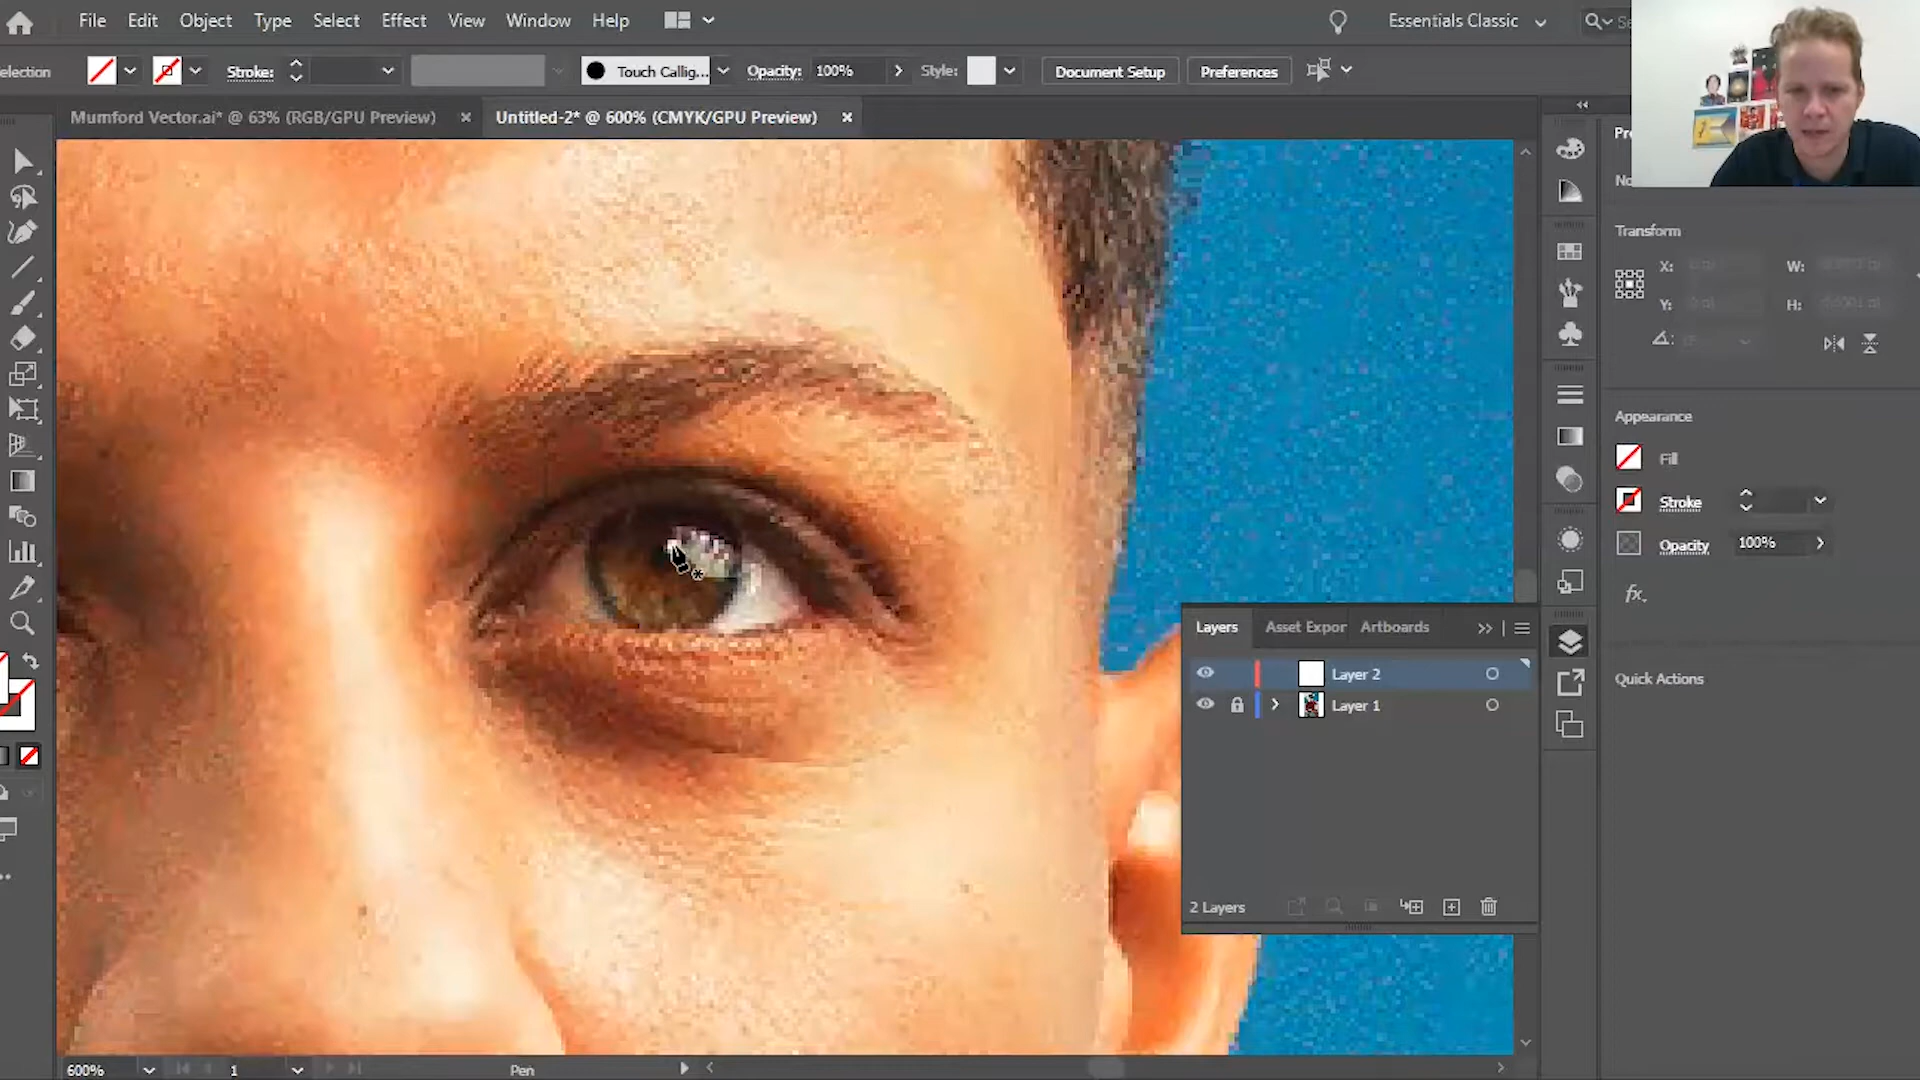 File Edit Object Type Select Effect View Window Help
Essentials Classic
election Stroke: Touch Callig... Opacity: 100% Style: Document Setup Preferences
Mumford Vector.ai* @ 63% (RGB/GPU Preview) × Untitled-2* @ 600% (CMYK/GPU Preview) ×
Transform
X: W:
Y: H:
Appearance
Fill
Stroke
Opacity 100%
fx.
Quick Actions
Layers Asset Expor Artboards
Layer 2
Layer 1
2 Layers
600% 1 Pen